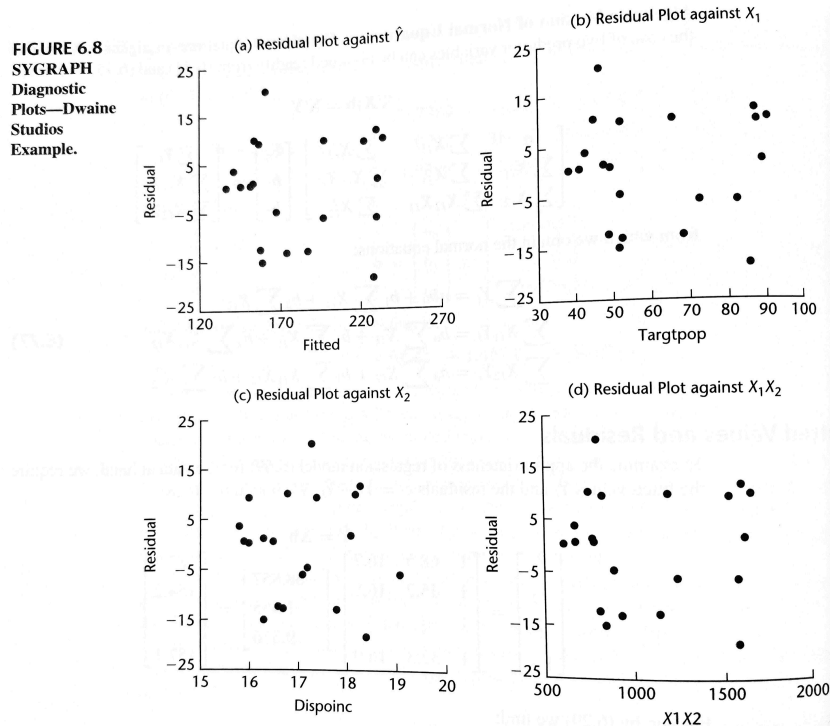 FIGURE 6.8
SYGRAPH
Diagnostic
Plots—Dwaine
Studios
Example.
(a) Residual Plot against Ŷ
25
15
5
−5
−15
−25
Residual
120 170 220 270
Fitted
(b) Residual Plot against X₁
25
15
5
−5
−15
−25
Residual
30 40 50 60 70 80 90 100
Targtpop
(c) Residual Plot against X₂
25
15
5
−5
−15
−25
Residual
15 16 17 18 19 20
Dispoinc
(d) Residual Plot against X₁X₂
25
15
5
−5
−15
−25
Residual
500 1000 1500 2000
X1X2